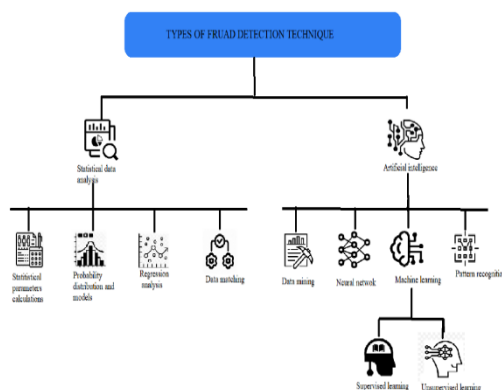 TYPES OF FRUAD DETECTION TECHNIQUE
Statistical data
analysis
Artificial intelligence
Statitistical
parameters
calculations
Probability
distribution and
models
Regression
analysis
Data matching
Data mining
Neural network
Machine learning
Pattern recognition
Supervised learning
Unsupervised learning